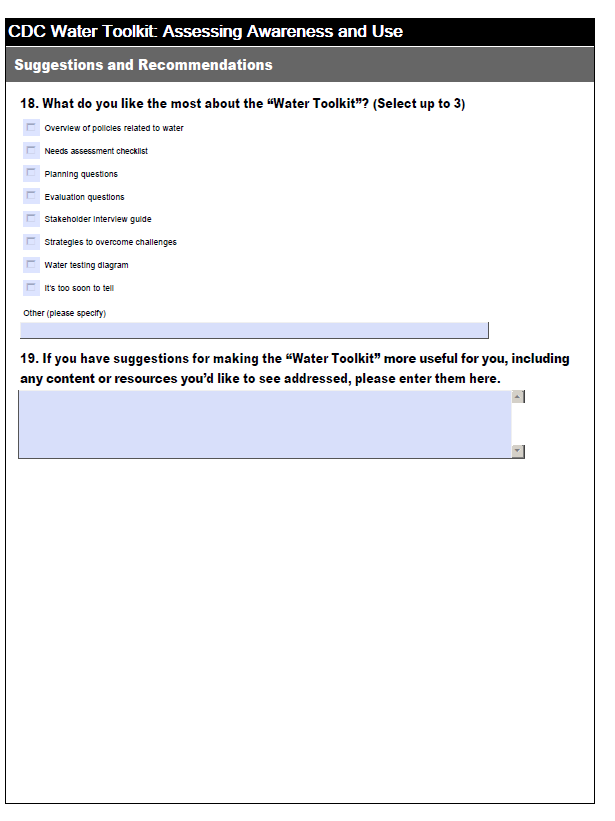 CDC Water Toolkit: Assessing Awareness and Use
Suggestions and Recommendations
18. What do you like the most about the “Water Toolkit”? (Select up to 3)
Overview of policies related to water
Needs assessment checklist
Planning questions
Evaluation questions
Stakeholder interview guide
Strategies to overcome challenges
Water testing diagram
It's too soon to tell
Other (please specify)
19. If you have suggestions for making the “Water Toolkit” more useful for you, including
any content or resources you’d like to see addressed, please enter them here.